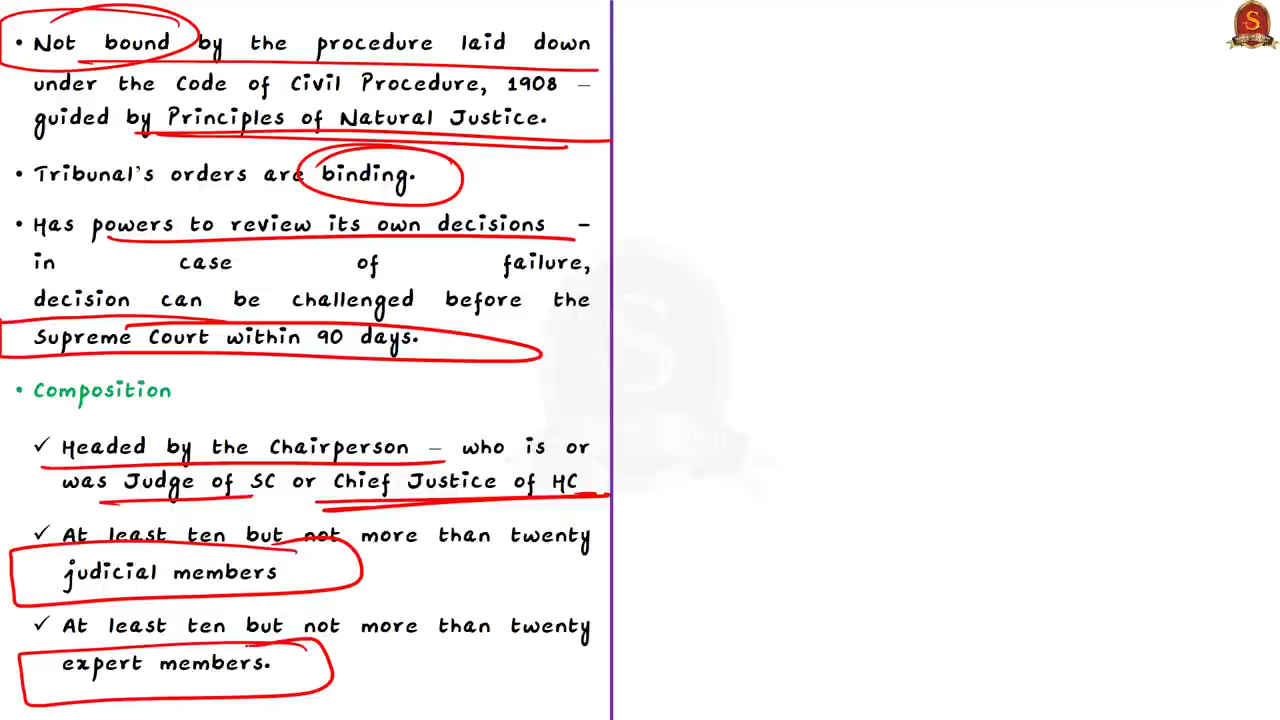 • Not bound by the procedure laid down
under the Code of Civil Procedure, 1908 –
guided by Principles of Natural Justice.
• Tribunal's orders are binding.
• Has powers to review its own decisions –
in case of failure,
decision can be challenged before the
Supreme Court within 90 days.
• Composition
✓ Headed by the Chairperson – who is or
was Judge of SC or Chief Justice of HC
✓ At least ten but not more than twenty
judicial members
✓ At least ten but not more than twenty
expert members.
S